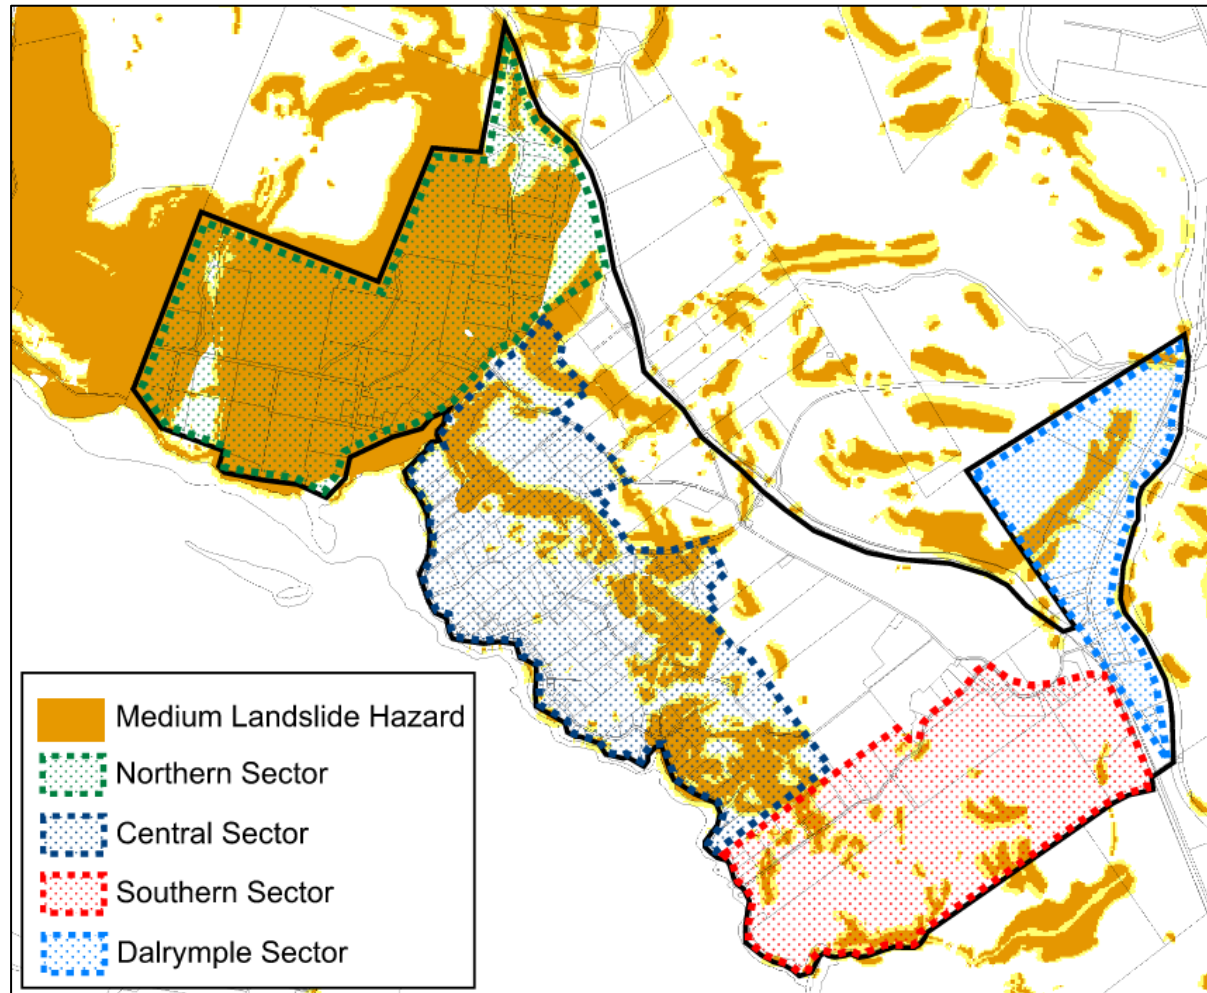 Medium Landslide Hazard
Northern Sector
Central Sector
Southern Sector
Dalrymple Sector